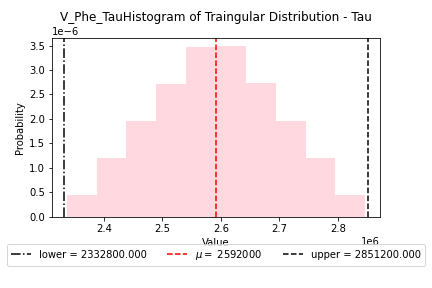 V_Phe_TauHistogram of Traingular Distribution - Tau
1e−6
3.5
3.0
2.5
2.0
1.5
1.0
0.5
0.0
Probability
2.4 2.5 2.6 2.7 2.8
Value
1e6
lower = 2332800.000 μ = 2592000 upper = 2851200.000